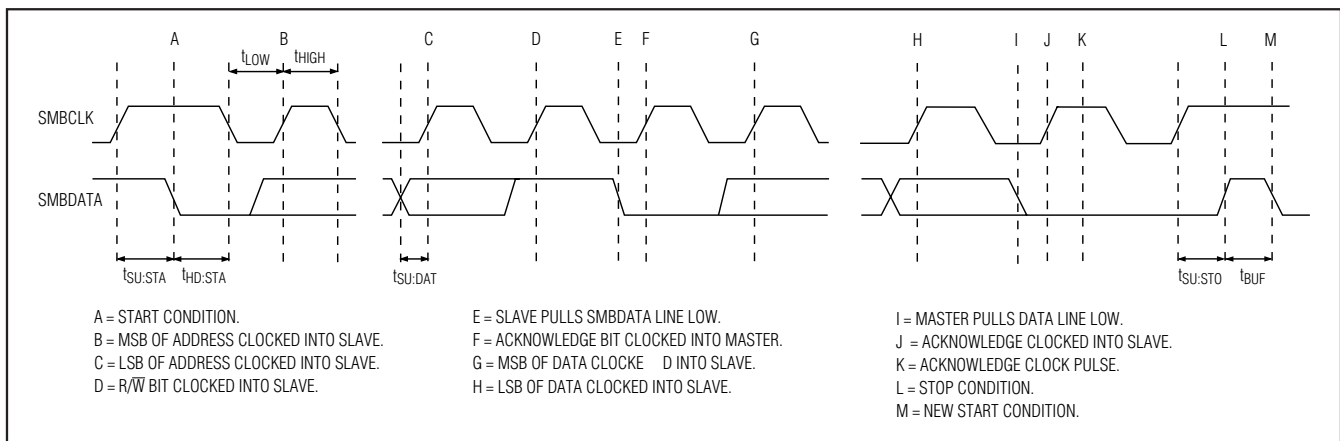 A B C D E F G H I J K L M
tLOW tHIGH
SMBCLK
SMBDATA
tSU:STA tHD:STA tSU:DAT tSU:STO tBUF
A = START CONDITION.
B = MSB OF ADDRESS CLOCKED INTO SLAVE.
C = LSB OF ADDRESS CLOCKED INTO SLAVE.
D = R/W̅ BIT CLOCKED INTO SLAVE.
E = SLAVE PULLS SMBDATA LINE LOW.
F = ACKNOWLEDGE BIT CLOCKED INTO MASTER.
G = MSB OF DATA CLOCKE D INTO SLAVE.
H = LSB OF DATA CLOCKED INTO SLAVE.
I = MASTER PULLS DATA LINE LOW.
J = ACKNOWLEDGE CLOCKED INTO SLAVE.
K = ACKNOWLEDGE CLOCK PULSE.
L = STOP CONDITION.
M = NEW START CONDITION.